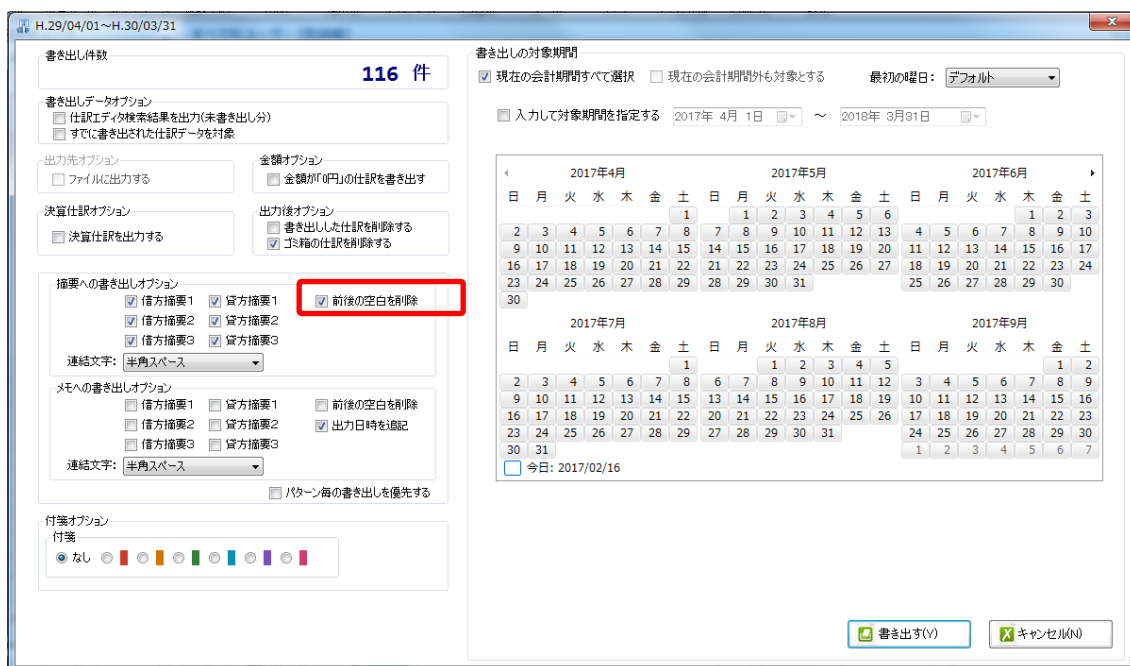 H.29/04/01～H.30/03/31
x
書き出し件数
116 件
書き出しデータオプション
仕訳エディタ検索結果を出力(未書き出し分)
すでに書き出された仕訳データを対象
出力先オプション
ファイルに出力する
金額オプション
金額が「0円」の仕訳を書き出す
決算仕訳オプション
決算仕訳を出力する
出力後オプション
書き出しした仕訳を削除する
ゴミ箱の仕訳を削除する
摘要への書き出しオプション
借方摘要1 貸方摘要1 前後の空白を削除
借方摘要2 貸方摘要2
借方摘要3 貸方摘要3
連結文字: 半角スペース
メモへの書き出しオプション
借方摘要1 貸方摘要1 前後の空白を削除
借方摘要2 貸方摘要2 出力日時を追記
借方摘要3 貸方摘要3
連結文字: 半角スペース
パターン毎の書き出しを優先する
付箋オプション
付箋
なし
書き出しの対象期間
現在の会計期間すべて選択 現在の会計期間外も対象とする 最初の曜日: デフォルト
入力して対象期間を指定する 2017年 4月 1日 ～ 2018年 3月31日
2017年4月 2017年5月 2017年6月
日 月 火 水 木 金 土 日 月 火 水 木 金 土 日 月 火 水 木 金 土
1 1 2 3 4 5 6 1 2 3
2 3 4 5 6 7 8 7 8 9 10 11 12 13 4 5 6 7 8 9 10
9 10 11 12 13 14 15 14 15 16 17 18 19 20 11 12 13 14 15 16 17
16 17 18 19 20 21 22 21 22 23 24 25 26 27 18 19 20 21 22 23 24
23 24 25 26 27 28 29 28 29 30 31 25 26 27 28 29 30
30
2017年7月 2017年8月 2017年9月
日 月 火 水 木 金 土 日 月 火 水 木 金 土 日 月 火 水 木 金 土
1 1 2 3 4 5 1 2
2 3 4 5 6 7 8 6 7 8 9 10 11 12 3 4 5 6 7 8 9
9 10 11 12 13 14 15 13 14 15 16 17 18 19 10 11 12 13 14 15 16
16 17 18 19 20 21 22 20 21 22 23 24 25 26 17 18 19 20 21 22 23
23 24 25 26 27 28 29 27 28 29 30 31 24 25 26 27 28 29 30
30 31 1 2 3 4 5 6 7
今日: 2017/02/16
書き出す(Y) キャンセル(N)